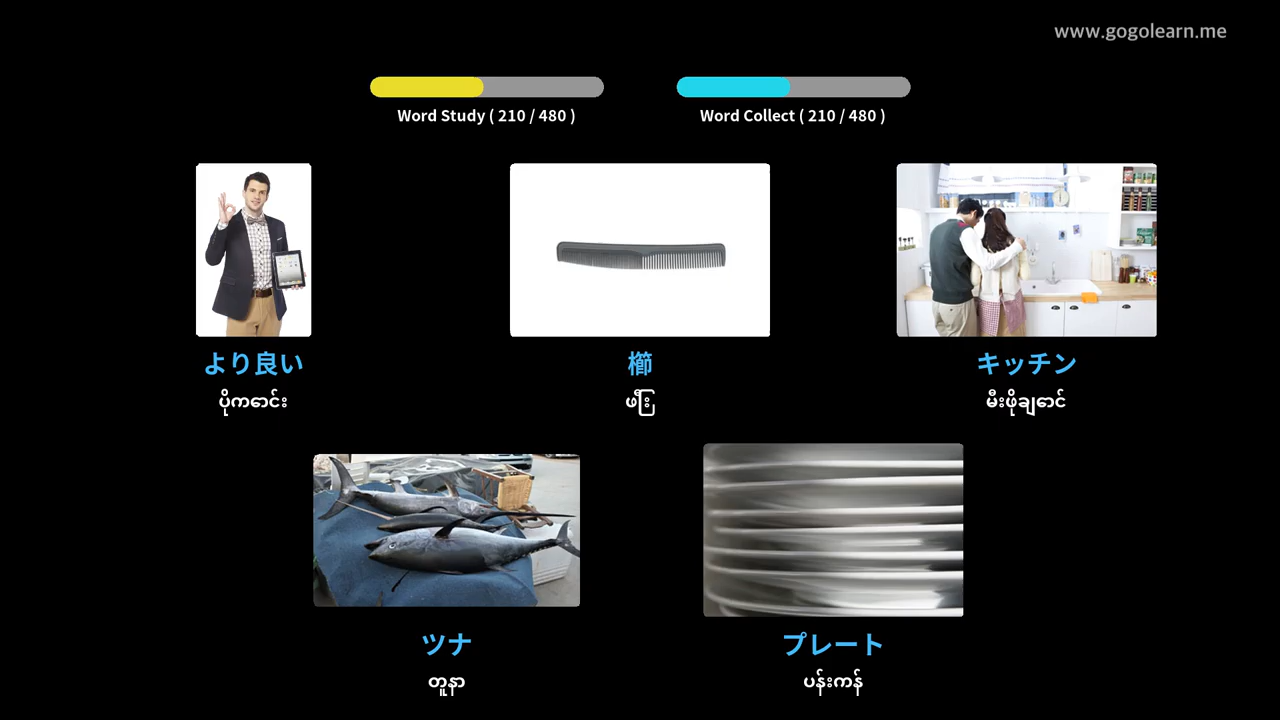 www.gogolearn.me
Word Study ( 210 / 480 )
Word Collect ( 210 / 480 )
より良い
ပိုကောင်း
櫛
ဖြီး
キッチン
မီးဖိုချောင်
ツナ
တူနာ
プレート
ပန်းကန်